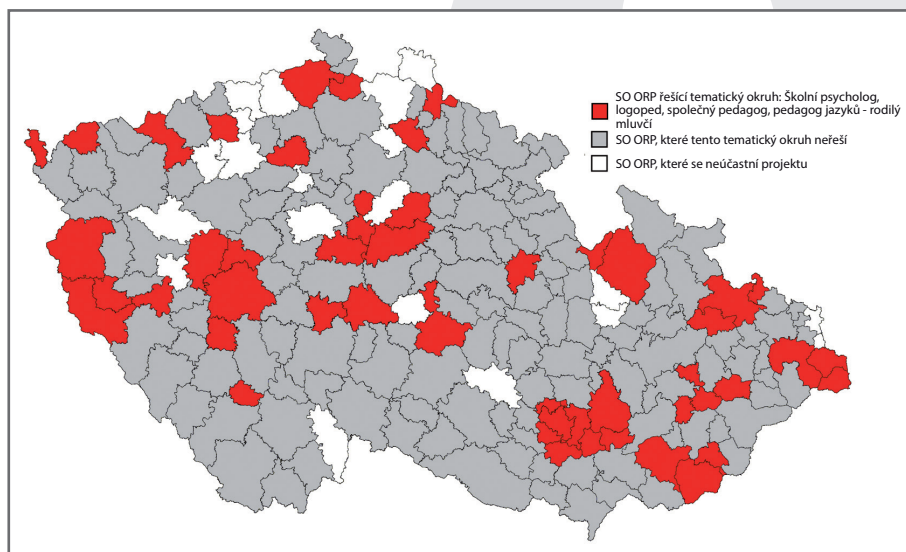 SO ORP řešící tematický okruh: Školní psycholog,
logoped, společný pedagog, pedagog jazyků - rodilý
mluvčí
SO ORP, které tento tematický okruh neřeší
SO ORP, které se neúčastní projektu